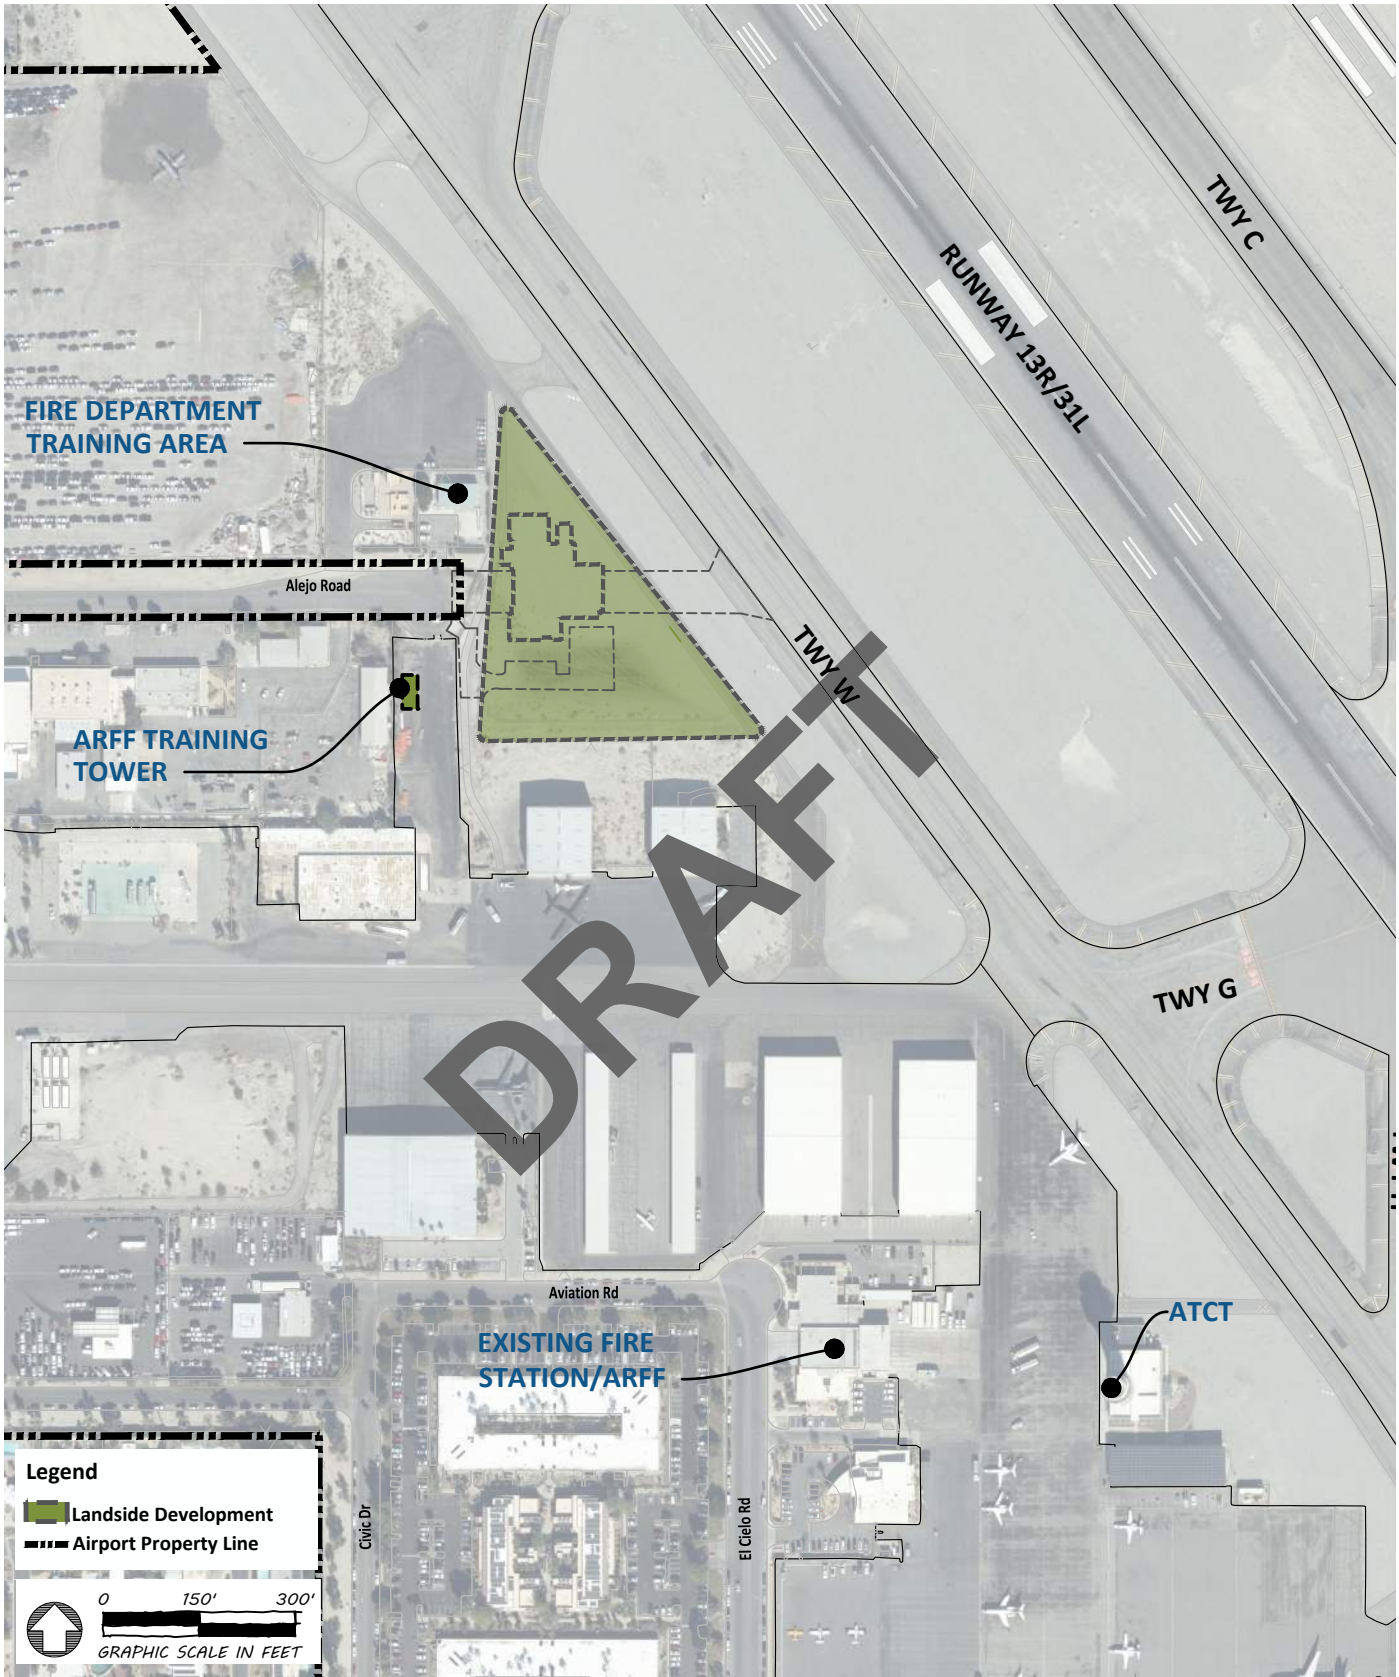 TWY C
RUNWAY 13R/31L
FIRE DEPARTMENT
TRAINING AREA
Alejo Road
TWY W
ARFF TRAINING
TOWER
DRAFT
TWY G
Aviation Rd
ATCT
EXISTING FIRE
STATION/ARFF
Civic Dr
El Cielo Rd
Legend
Landside Development
Airport Property Line
0 150' 300'
GRAPHIC SCALE IN FEET